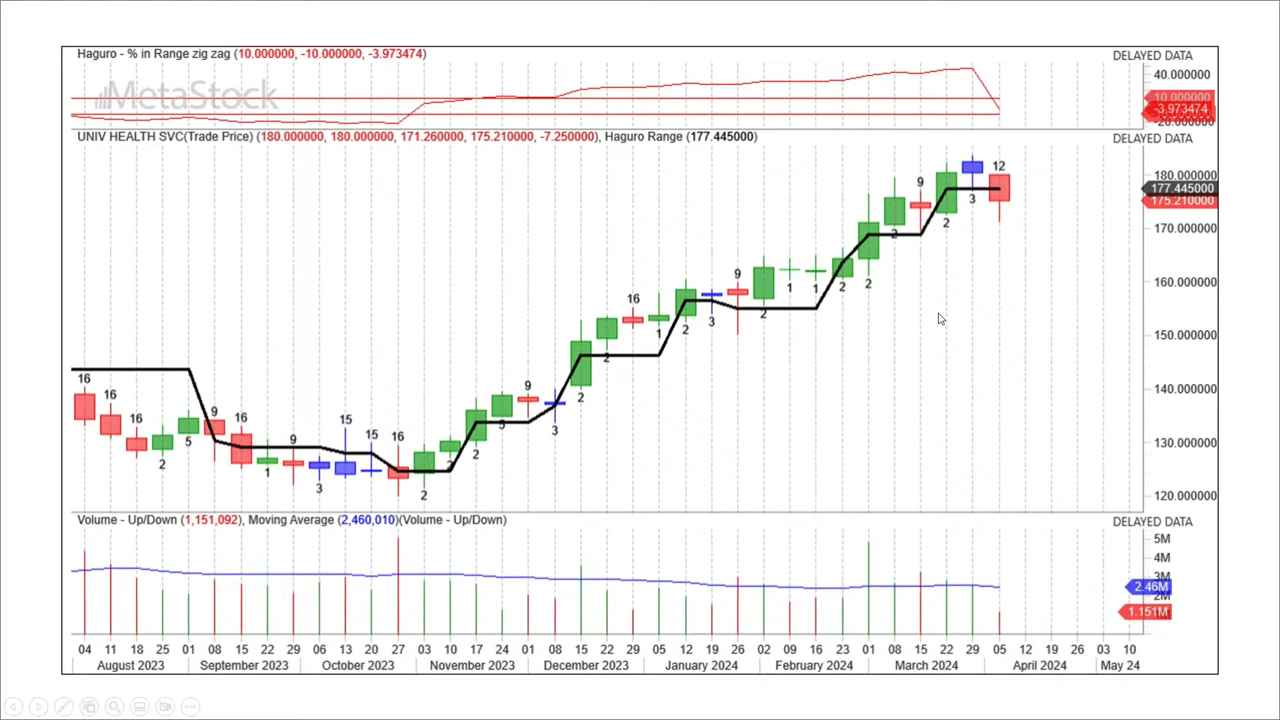 Haguro - % in Range zig zag (10.000000, -10.000000, -3.973474)
DELAYED DATA
MetaStock
40.000000
10.000000
-3.973474
-20.000000
UNIV HEALTH SVC(Trade Price) (180.000000, 180.000000, 171.260000, 175.210000, -7.250000), Haguro Range (177.445000)
DELAYED DATA
180.000000
177.445000
175.210000
170.000000
160.000000
150.000000
140.000000
130.000000
120.000000
16 16 16 2 5 9 16 1 9 3 15 15 16 2 2 2 5 9 3 2 2 16 1 2 3 9 2 1 1 2 2 2 9 2 3 12
Volume - Up/Down (1,151,092), Moving Average (2,460,010)(Volume - Up/Down)
DELAYED DATA
5M
4M
3M
2.46M
2M
1.151M
04 11 18 25 01 08 15 22 29 06 13 20 27 03 10 17 24 01 08 15 22 29 05 12 19 26 02 09 16 23 01 08 15 22 29 05 12 19 26 03 10
August 2023 September 2023 October 2023 November 2023 December 2023 January 2024 February 2024 March 2024 April 2024 May 24